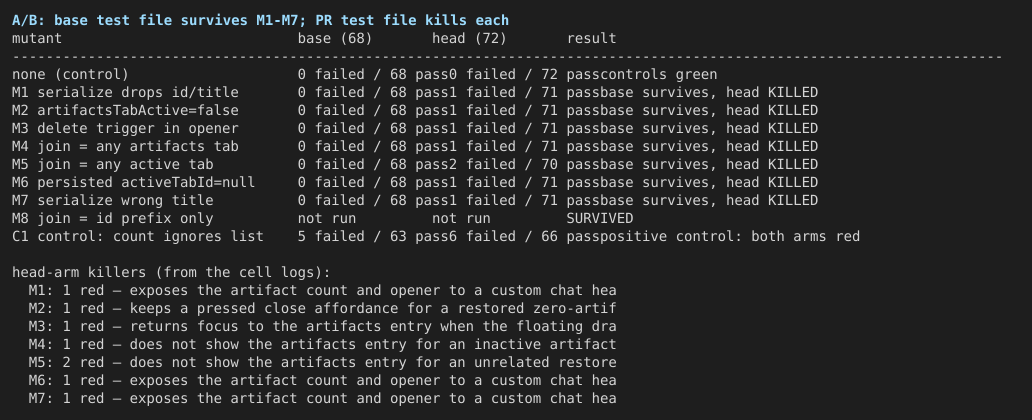 A/B: base test file survives M1-M7; PR test file kills each
mutant base (68) head (72) result
---------------------------------------------------------------------------------------------------------------------------
none (control) 0 failed / 68 pass0 failed / 72 passcontrols green
M1 serialize drops id/title 0 failed / 68 pass1 failed / 71 passbase survives, head KILLED
M2 artifactsTabActive=false 0 failed / 68 pass1 failed / 71 passbase survives, head KILLED
M3 delete trigger in opener 0 failed / 68 pass1 failed / 71 passbase survives, head KILLED
M4 join = any artifacts tab 0 failed / 68 pass1 failed / 71 passbase survives, head KILLED
M5 join = any active tab 0 failed / 68 pass2 failed / 70 passbase survives, head KILLED
M6 persisted activeTabId=null 0 failed / 68 pass1 failed / 71 passbase survives, head KILLED
M7 serialize wrong title 0 failed / 68 pass1 failed / 71 passbase survives, head KILLED
M8 join = id prefix only not run not run SURVIVED
C1 control: count ignores list 5 failed / 63 pass6 failed / 66 passpositive control: both arms red
head-arm killers (from the cell logs):
M1: 1 red — exposes the artifact count and opener to a custom chat hea
M2: 1 red — keeps a pressed close affordance for a restored zero-artif
M3: 1 red — returns focus to the artifacts entry when the floating dra
M4: 1 red — does not show the artifacts entry for an inactive artifact
M5: 2 red — does not show the artifacts entry for an unrelated restore
M6: 1 red — exposes the artifact count and opener to a custom chat hea
M7: 1 red — exposes the artifact count and opener to a custom chat hea